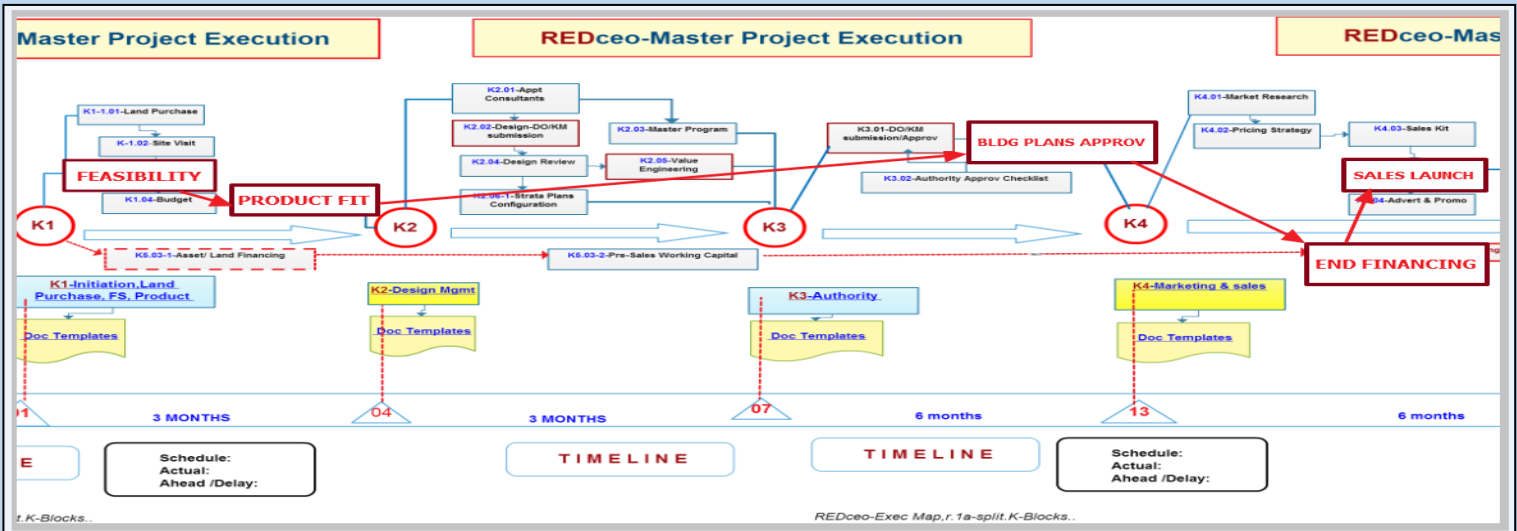 Master Project Execution
REDceo-Master Project Execution
REDceo-Mas
K1-1.01-Land Purchase
K-1.02-Site Visit
FEASIBILITY
K1.04-Budget
PRODUCT FIT
K1
K2.01-Appt
Consultants
K2.02-Design-DO/KM
submission
K2.03-Master Program
K2.04-Design Review
K2.05-Value
Engineering
K2.06-1-Strata Plans
Configuration
K2
K3.01-DO/KM
submission/Approv
BLDG PLANS APPROV
K3.02-Authority Approv Checklist
K3
K4.01-Market Research
K4.02-Pricing Strategy
K4.03-Sales Kit
SALES LAUNCH
04-Advert & Promo
K4
END FINANCING
K5.03-1-Asset/ Land Financing
K5.03-2-Pre-Sales Working Capital
K1-Initiation,Land
Purchase, FS, Product
Doc Templates
K2-Design Mgmt
Doc Templates
K3-Authority
Doc Templates
K4-Marketing & sales
Doc Templates
01
3 MONTHS
04
3 MONTHS
07
6 months
13
6 months
E
Schedule:
Actual:
Ahead /Delay:
TIMELINE
TIMELINE
Schedule:
Actual:
Ahead /Delay:
t.K-Blocks..
REDceo-Exec Map,r.1a-split.K-Blocks..